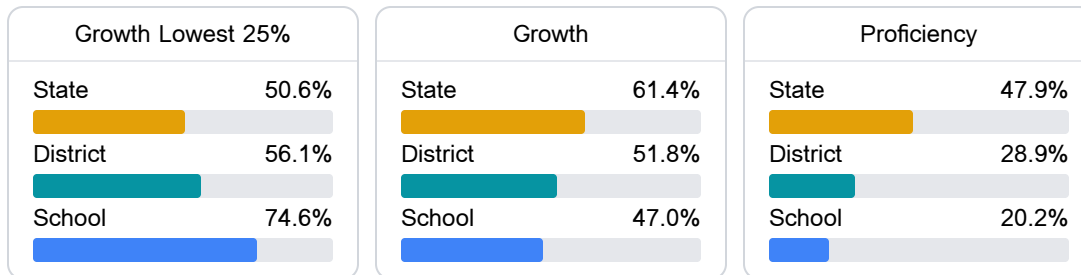 Growth Lowest 25%
State 50.6%
District 56.1%
School 74.6%
Growth
State 61.4%
District 51.8%
School 47.0%
Proficiency
State 47.9%
District 28.9%
School 20.2%